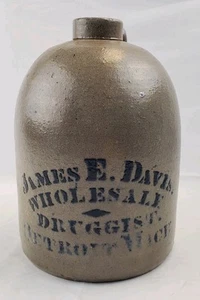 JAMES E. DAVIS.
WHOLESALE
DRUGGIST.
DETROIT MICH.